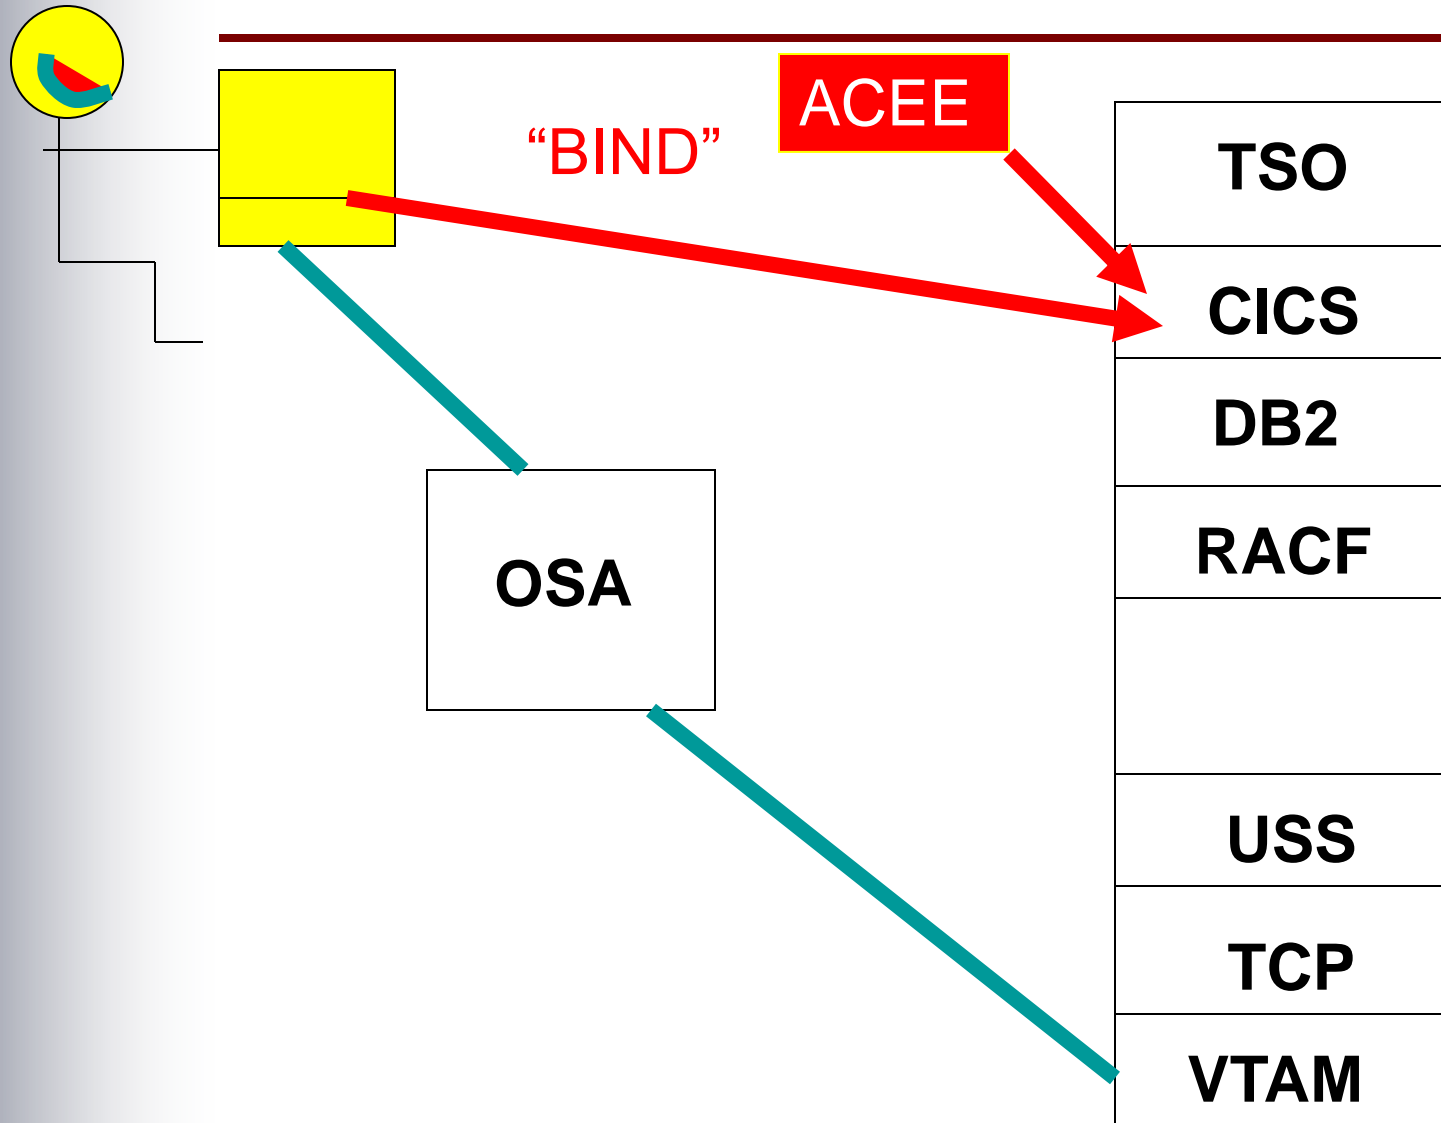 ACEE
“BIND”
TSO
CICS
DB2
RACF
OSA
USS
TCP
VTAM